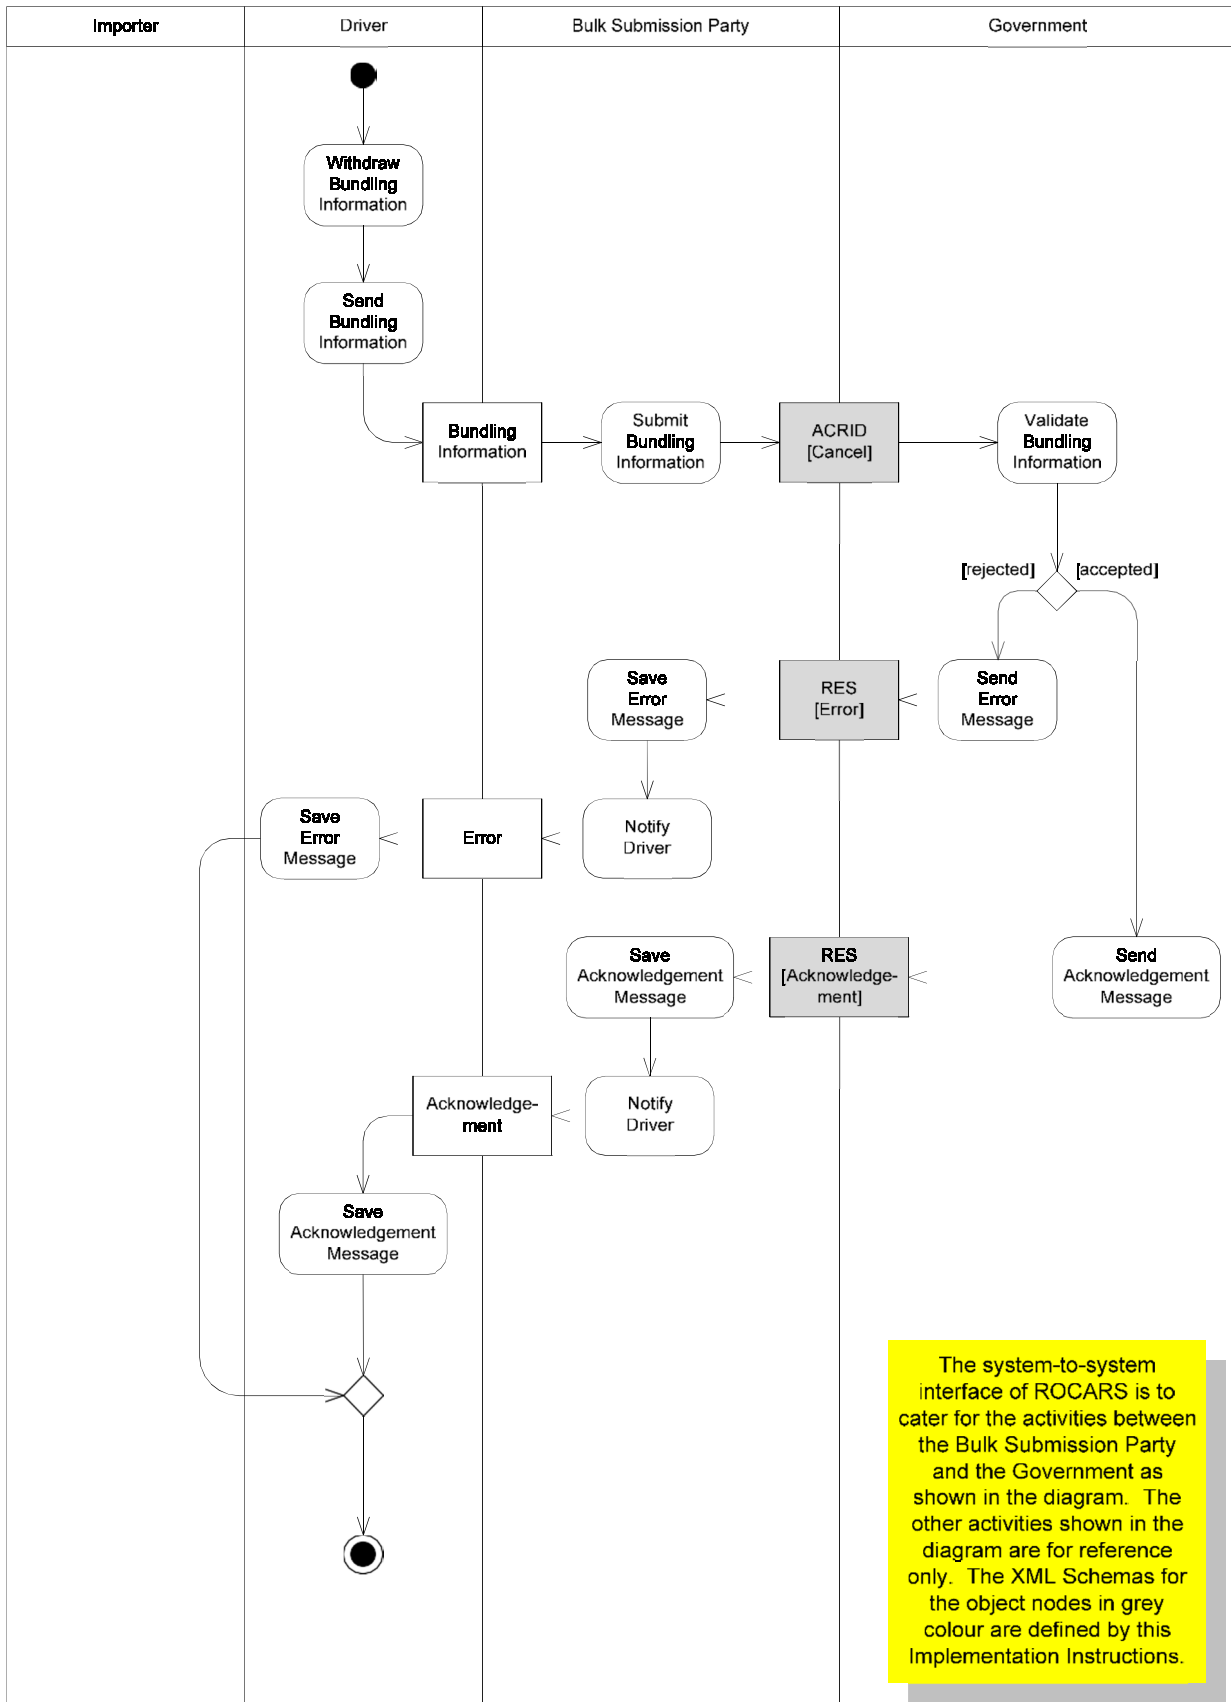 Importer
Driver
Bulk Submission Party
Government
Withdraw
Bundling
Information
Send
Bundling
Information
Bundling
Information
Submit
Bundling
Information
ACRID
[Cancel]
Validate
Bundling
Information
[rejected]
[accepted]
Save
Error
Message
RES
[Error]
Send
Error
Message
Save
Error
Message
Error
Notify
Driver
Save
Acknowledgement
Message
RES
[Acknowledge-
ment]
Send
Acknowledgement
Message
Acknowledge-
ment
Notify
Driver
Save
Acknowledgement
Message
The system-to-system
interface of ROCARS is to
cater for the activities between
the Bulk Submission Party
and the Government as
shown in the diagram.  The
other activities shown in the
diagram are for reference
only.  The XML Schemas for
the object nodes in grey
colour are defined by this
Implementation Instructions.